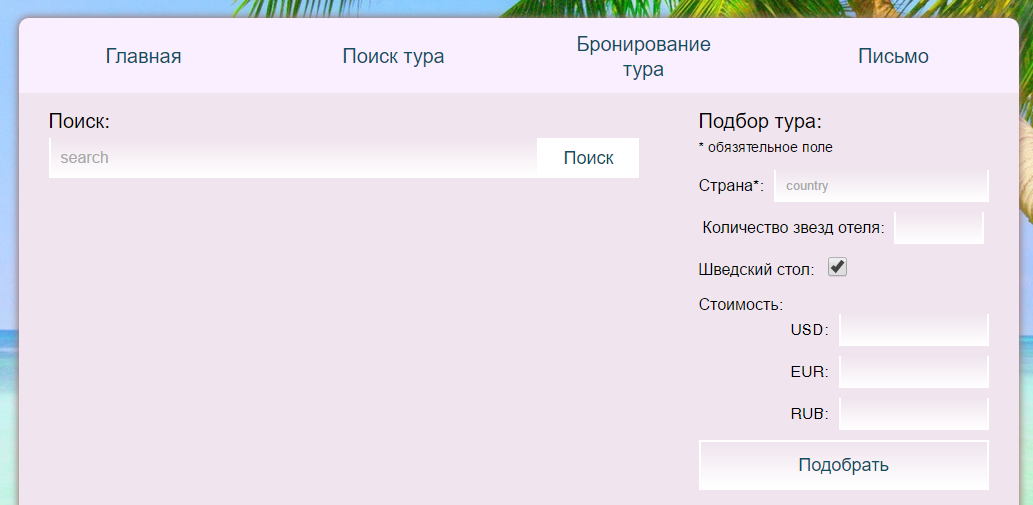 Главная
Поиск тура
Бронирование
тура
Письмо
Поиск:
search
Поиск
Подбор тура:
* обязятельное поле
Страна*:
country
Количество звезд отеля:
Шведский стол:
Стоимость:
USD:
EUR:
RUB:
Подобрать